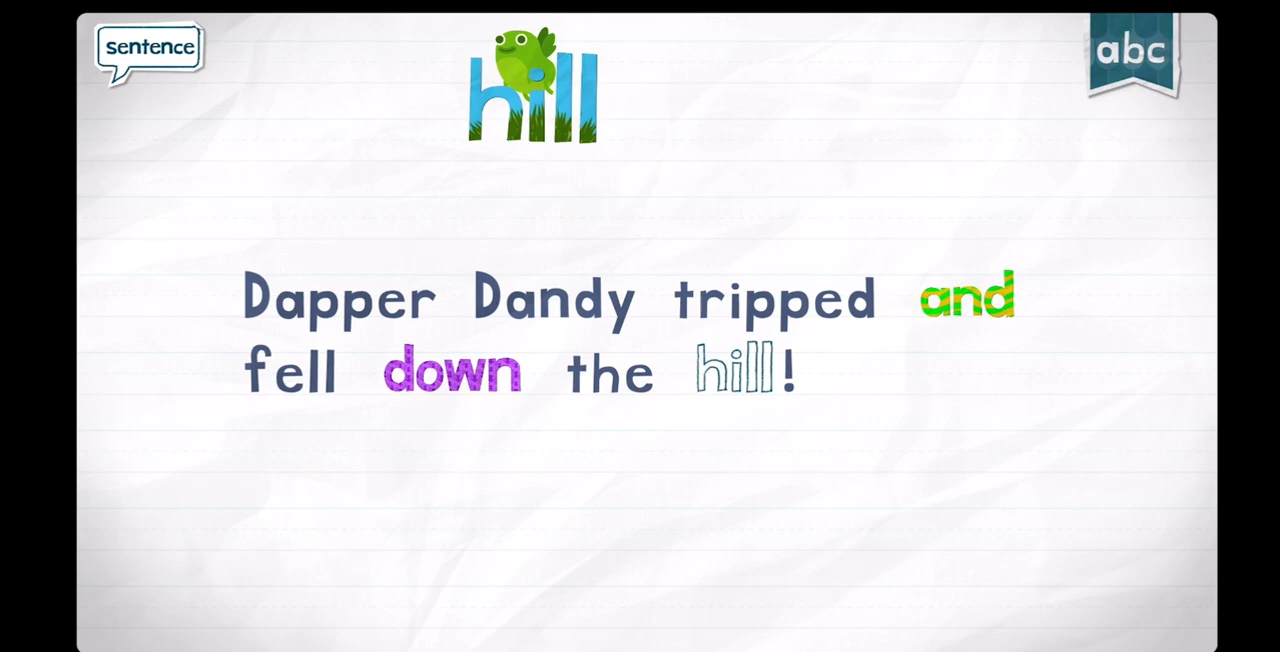 sentence
hill
abc
Dapper Dandy tripped and
fell down the hill!